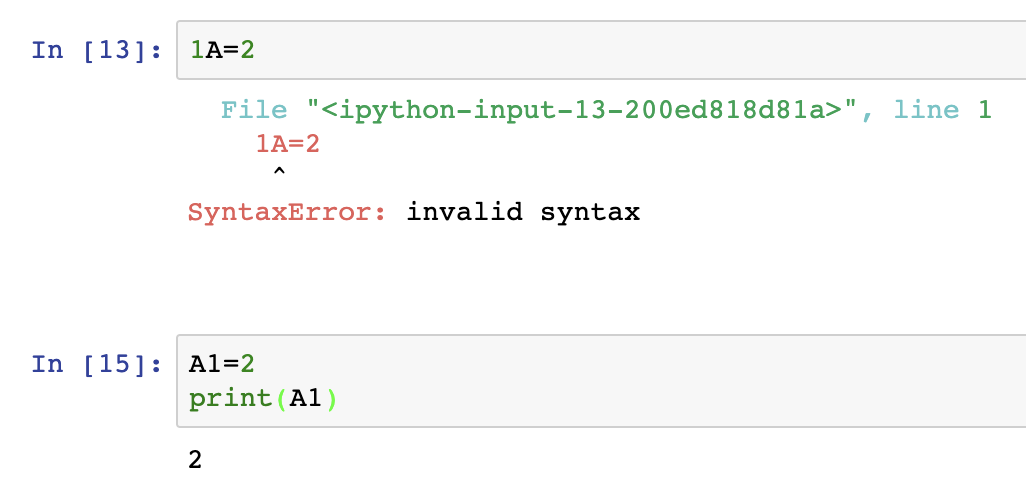 In [13]: 1A=2
File "<ipython-input-13-200ed818d81a>", line 1
1A=2
^
SyntaxError: invalid syntax
In [15]: A1=2
print(A1)
2